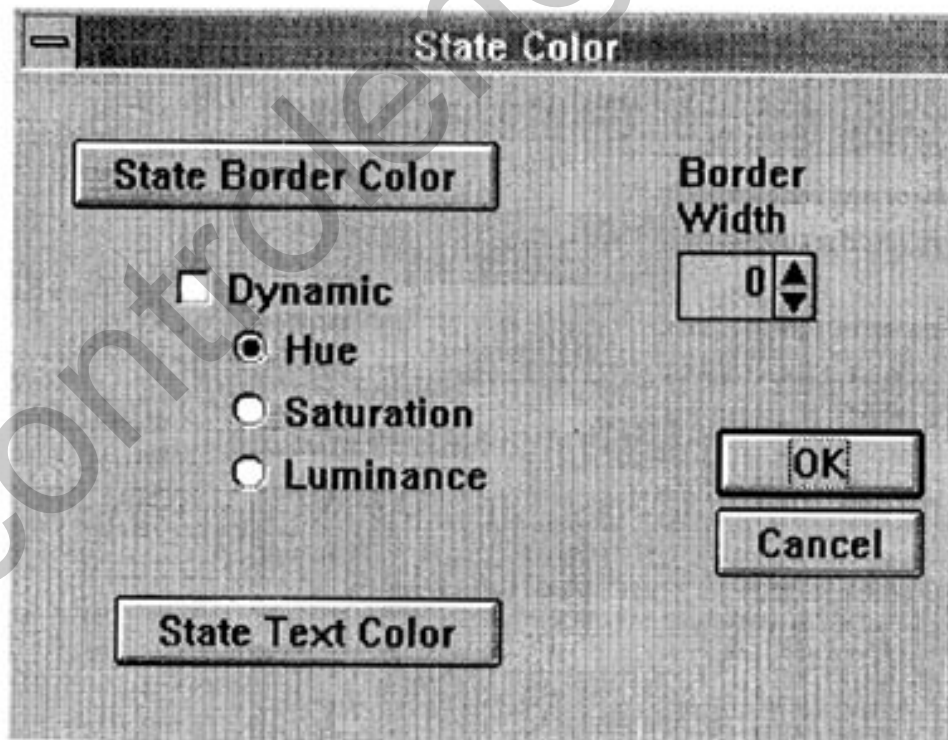 State Color
State Border Color
Border
Width
0
Dynamic
Hue
Saturation
Luminance
OK
Cancel
State Text Color